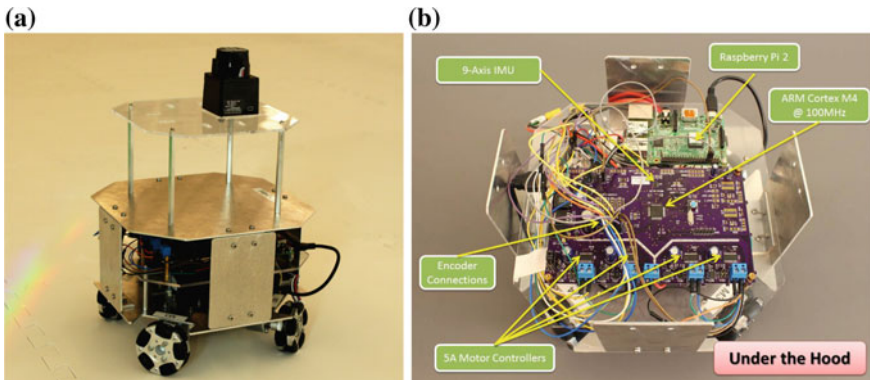 (a)
(b)
9-Axis IMU
Raspberry Pi 2
ARM Cortex M4
@ 100MHz
Encoder
Connections
5A Motor Controllers
Under the Hood